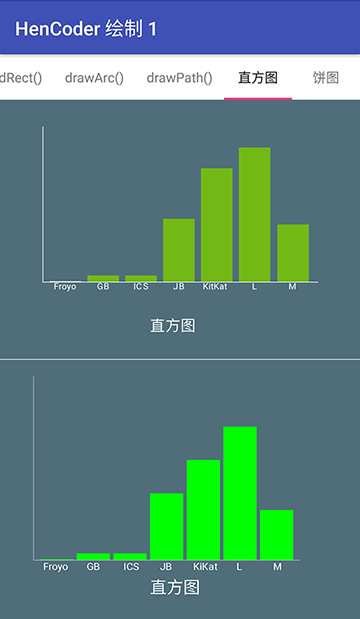 HenCoder 绘制 1
dRect() drawArc() drawPath() 直方图 饼图
Froyo GB ICS JB KitKat L M
直方图
Froyo GB ICS JB KiKat L M
直方图